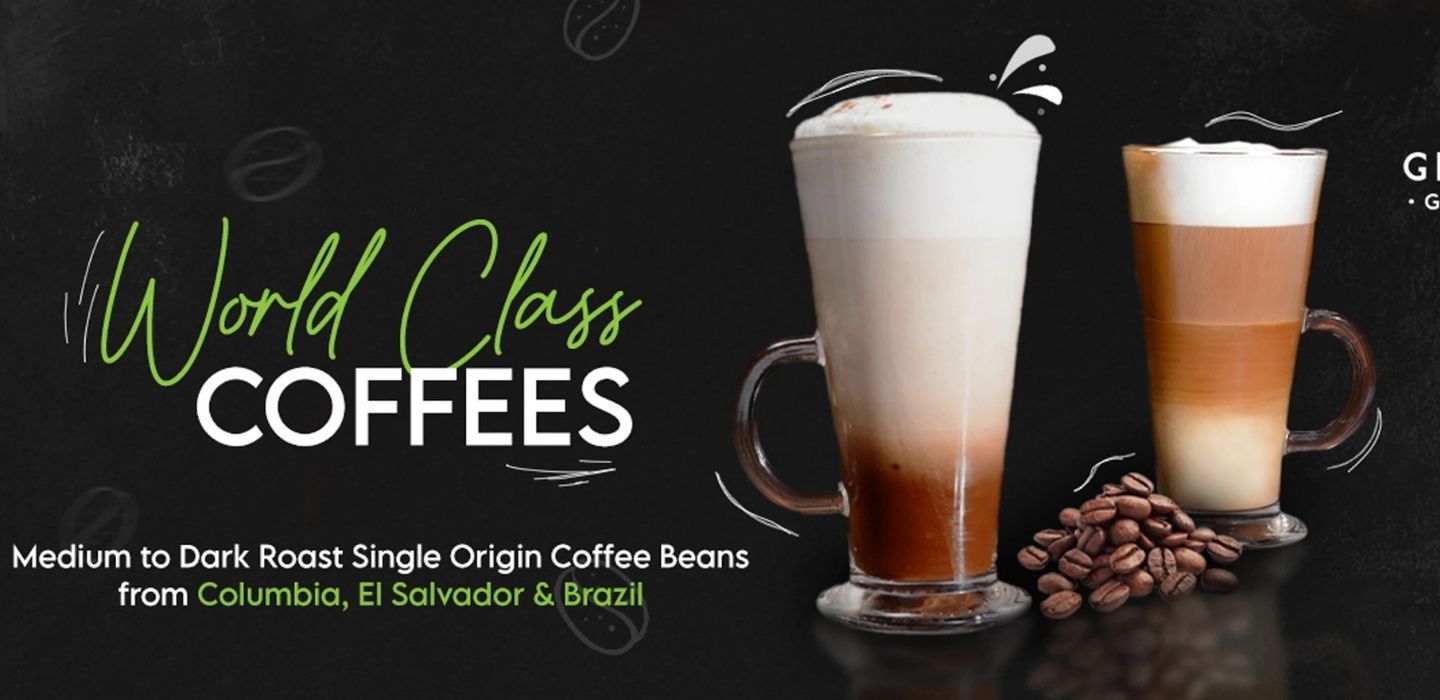 World Class
COFFEES
Medium to Dark Roast Single Origin Coffee Beans
from Columbia, El Salvador & Brazil